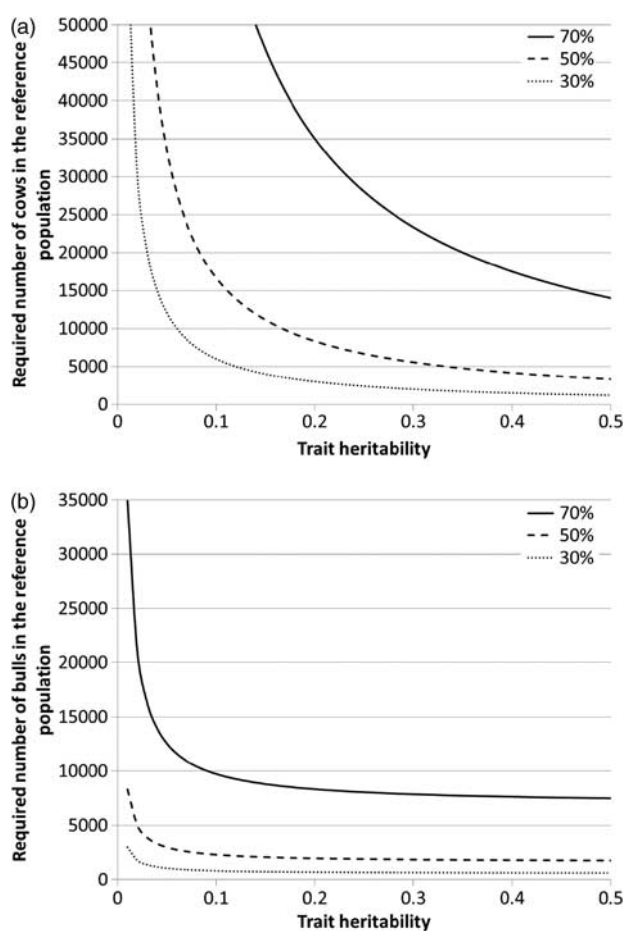 (a)
50000
45000
40000
35000
30000
25000
20000
15000
10000
5000
0
Required number of cows in the reference
population
70%
50%
30%
0 0.1 0.2 0.3 0.4 0.5
Trait heritability
(b)
35000
30000
25000
20000
15000
10000
5000
0
Required number of bulls in the reference
population
70%
50%
30%
0 0.1 0.2 0.3 0.4 0.5
Trait heritability